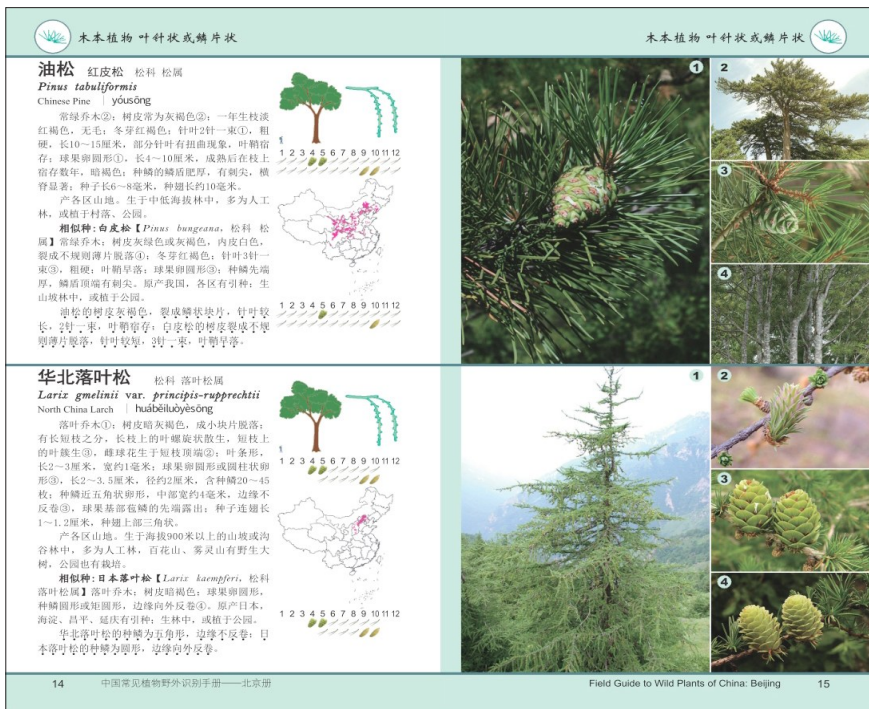 木本植物 叶针状或鳞片状
油松 红皮松 松科 松属
Pinus tabuliformis
Chinese Pine | yóusōng
常绿乔木②；树皮常为灰褐色②；一年生枝淡
红褐色，无毛；冬芽红褐色；针叶2针一束①，粗
硬，长10～15厘米，部分针叶有扭曲现象，叶鞘宿
存；球果卵圆形①，长4～10厘米，成熟后在枝上
宿存数年，暗褐色；种鳞的鳞盾肥厚，有刺尖，横
脊显著；种子长6～8毫米，种翅长约10毫米。
产各区山地。生于中低海拔林中，多为人工
林，或植于村落、公园。
相似种：白皮松【Pinus bungeana，松科 松
属】常绿乔木；树皮灰绿色或灰褐色，内皮白色，
裂成不规则薄片脱落④；冬芽红褐色；针叶3针一
束③，粗硬；叶鞘早落；球果卵圆形③；种鳞先端
厚，鳞盾顶端有刺尖。原产我国，各区有引种；生
山坡林中，或植于公园。
油松的树皮灰褐色，裂成鳞状块片，针叶较
长，2针一束，叶鞘宿存；白皮松的树皮裂成不规
则薄片脱落，针叶较短，3针一束，叶鞘早落。
1 2 3 4 5 6 7 8 9 10 11 12
1 2 3 4 5 6 7 8 9 10 11 12
华北落叶松 松科 落叶松属
Larix gmelinii var. principis-rupprechtii
North China Larch | huáběiluòyèsōng
落叶乔木①；树皮暗灰褐色，成小块片脱落；
有长短枝之分，长枝上的叶螺旋状散生，短枝上
的叶簇生③，雌球花生于短枝顶端②；叶条形，
长2～3厘米，宽约1毫米；球果卵圆形或圆柱状卵
形③，长2～3.5厘米，径约2厘米，含种鳞20～45
枚；种鳞近五角状卵形，中部宽约4毫米，边缘不
反卷③，球果基部苞鳞的先端露出；种子连翅长
1～1.2厘米，种翅上部三角状。
产各区山地。生于海拔900米以上的山坡或沟
谷林中，多为人工林，百花山、雾灵山有野生大
树，公园也有栽培。
相似种：日本落叶松【Larix kaempferi，松科
落叶松属】落叶乔木；树皮暗褐色；球果卵圆形，
种鳞圆形或矩圆形，边缘向外反卷④。原产日本，
海淀、昌平、延庆有引种；生林中，或植于公园。
华北落叶松的种鳞为五角形，边缘不反卷；日
本落叶松的种鳞为圆形，边缘向外反卷。
1 2 3 4 5 6 7 8 9 10 11 12
1 2 3 4 5 6 7 8 9 10 11 12
14 中国常见植物野外识别手册——北京册
木本植物 叶针状或鳞片状
1
2
3
4
1
2
3
4
Field Guide to Wild Plants of China: Beijing 15